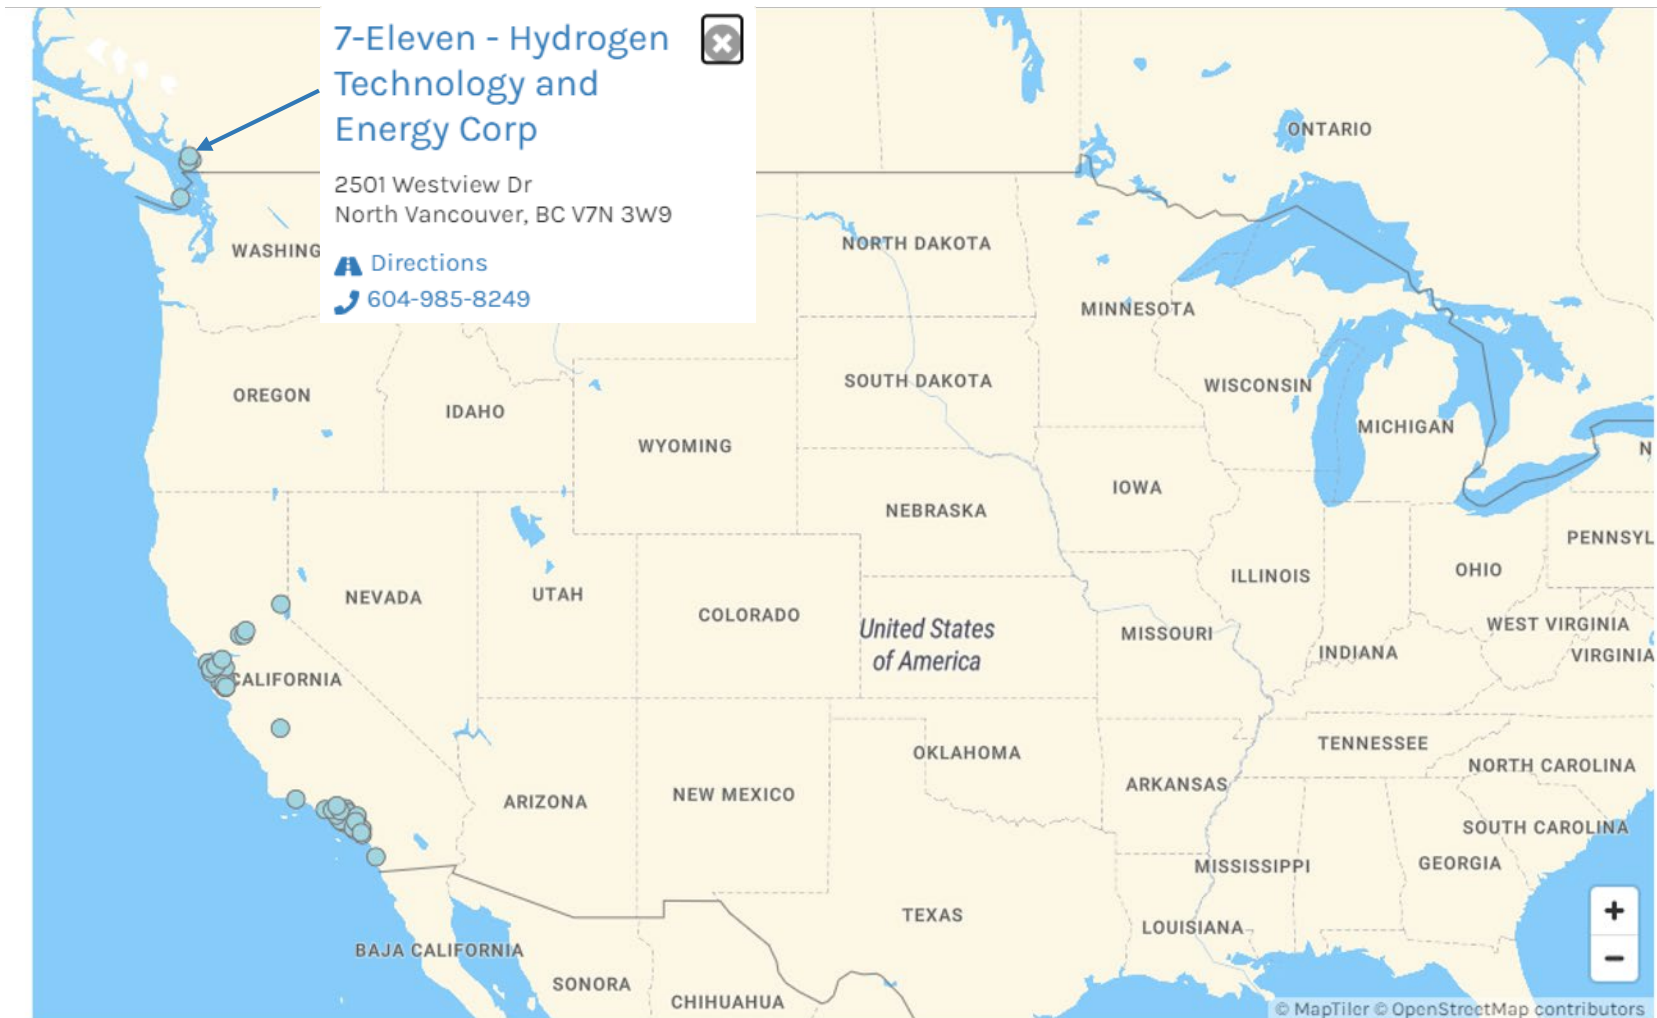 7-Eleven - Hydrogen
Technology and
Energy Corp
2501 Westview Dr
North Vancouver, BC V7N 3W9
Directions
604-985-8249
ONTARIO
WASHING
NORTH DAKOTA
MINNESOTA
OREGON
IDAHO
SOUTH DAKOTA
WISCONSIN
WYOMING
MICHIGAN
N
IOWA
NEBRASKA
PENNSYL
NEVADA
UTAH
COLORADO
ILLINOIS
OHIO
United States
of America
MISSOURI
INDIANA
WEST VIRGINIA
VIRGINIA
CALIFORNIA
OKLAHOMA
TENNESSEE
NORTH CAROLINA
ARIZONA
NEW MEXICO
ARKANSAS
SOUTH CAROLINA
MISSISSIPPI
GEORGIA
TEXAS
LOUISIANA
BAJA CALIFORNIA
SONORA
CHIHUAHUA
+
−
© MapTiler © OpenStreetMap contributors